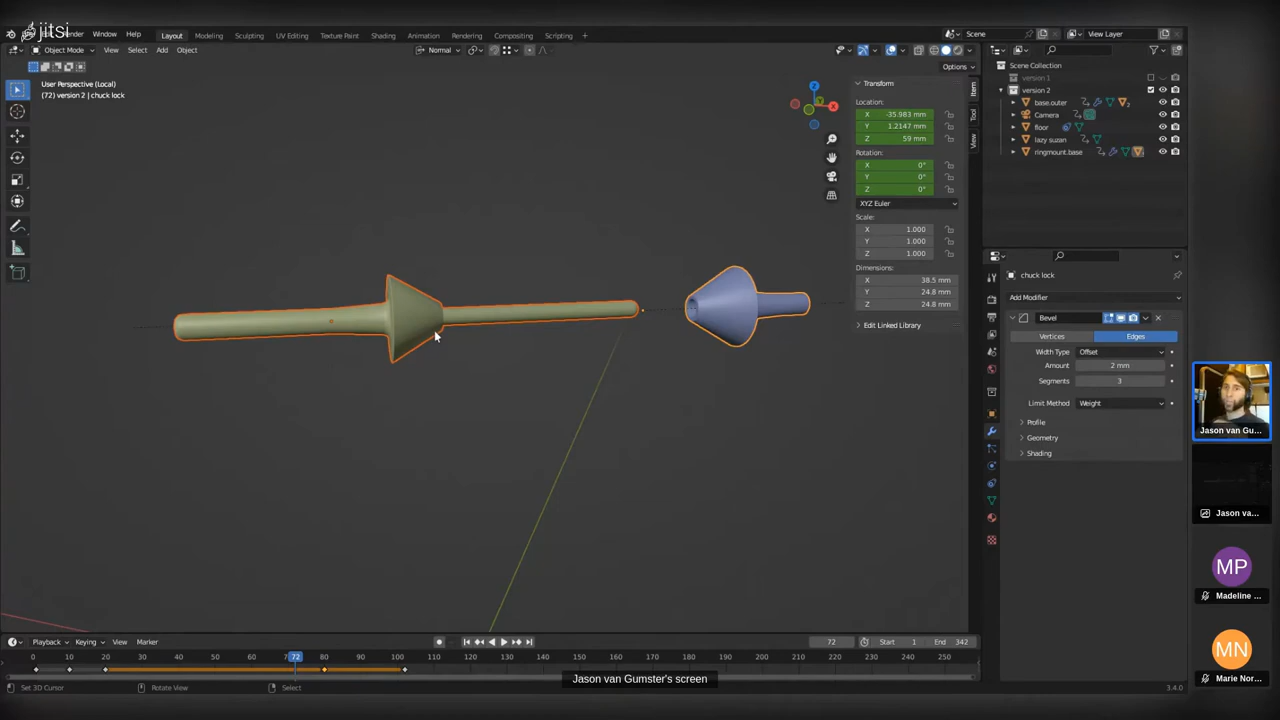 jitsi
Render Window Help Layout Modeling Sculpting UV Editing Texture Paint Shading Animation Rendering Compositing Scripting + Scene View Layer
Object Mode View Select Add Object Normal
Options
User Perspective (Local)
(72) version 2 | chuck lock
Transform
Location:
X -35.983 mm
Y 1.2147 mm
Z 59 mm
Rotation:
X 0°
Y 0°
Z 0°
XYZ Euler
Scale:
X 1.000
Y 1.000
Z 1.000
Dimensions:
X 38.5 mm
Y 24.8 mm
Z 24.8 mm
Edit Linked Library
Item
Tool
View
Z
X
Scene Collection
version 1
version 2
base.outer
Camera
floor
lazy suzan
ringmount.base
chuck lock
Add Modifier
Bevel
Vertices Edges
Width Type Offset
Amount 2 mm
Segments 3
Limit Method Weight
Profile
Geometry
Shading
Jason van Gum...
Jason va...
MP
Madeline ...
MN
Marie Nor...
Playback Keying View Marker 72 Start 1 End 342
0 10 20 30 40 50 60 72 80 90 100 110 120 130 140 150 160 170 180 190 200 210 220 230 240 250
Jason van Gumster's screen
Set 3D Cursor Rotate View Select 3.4.0